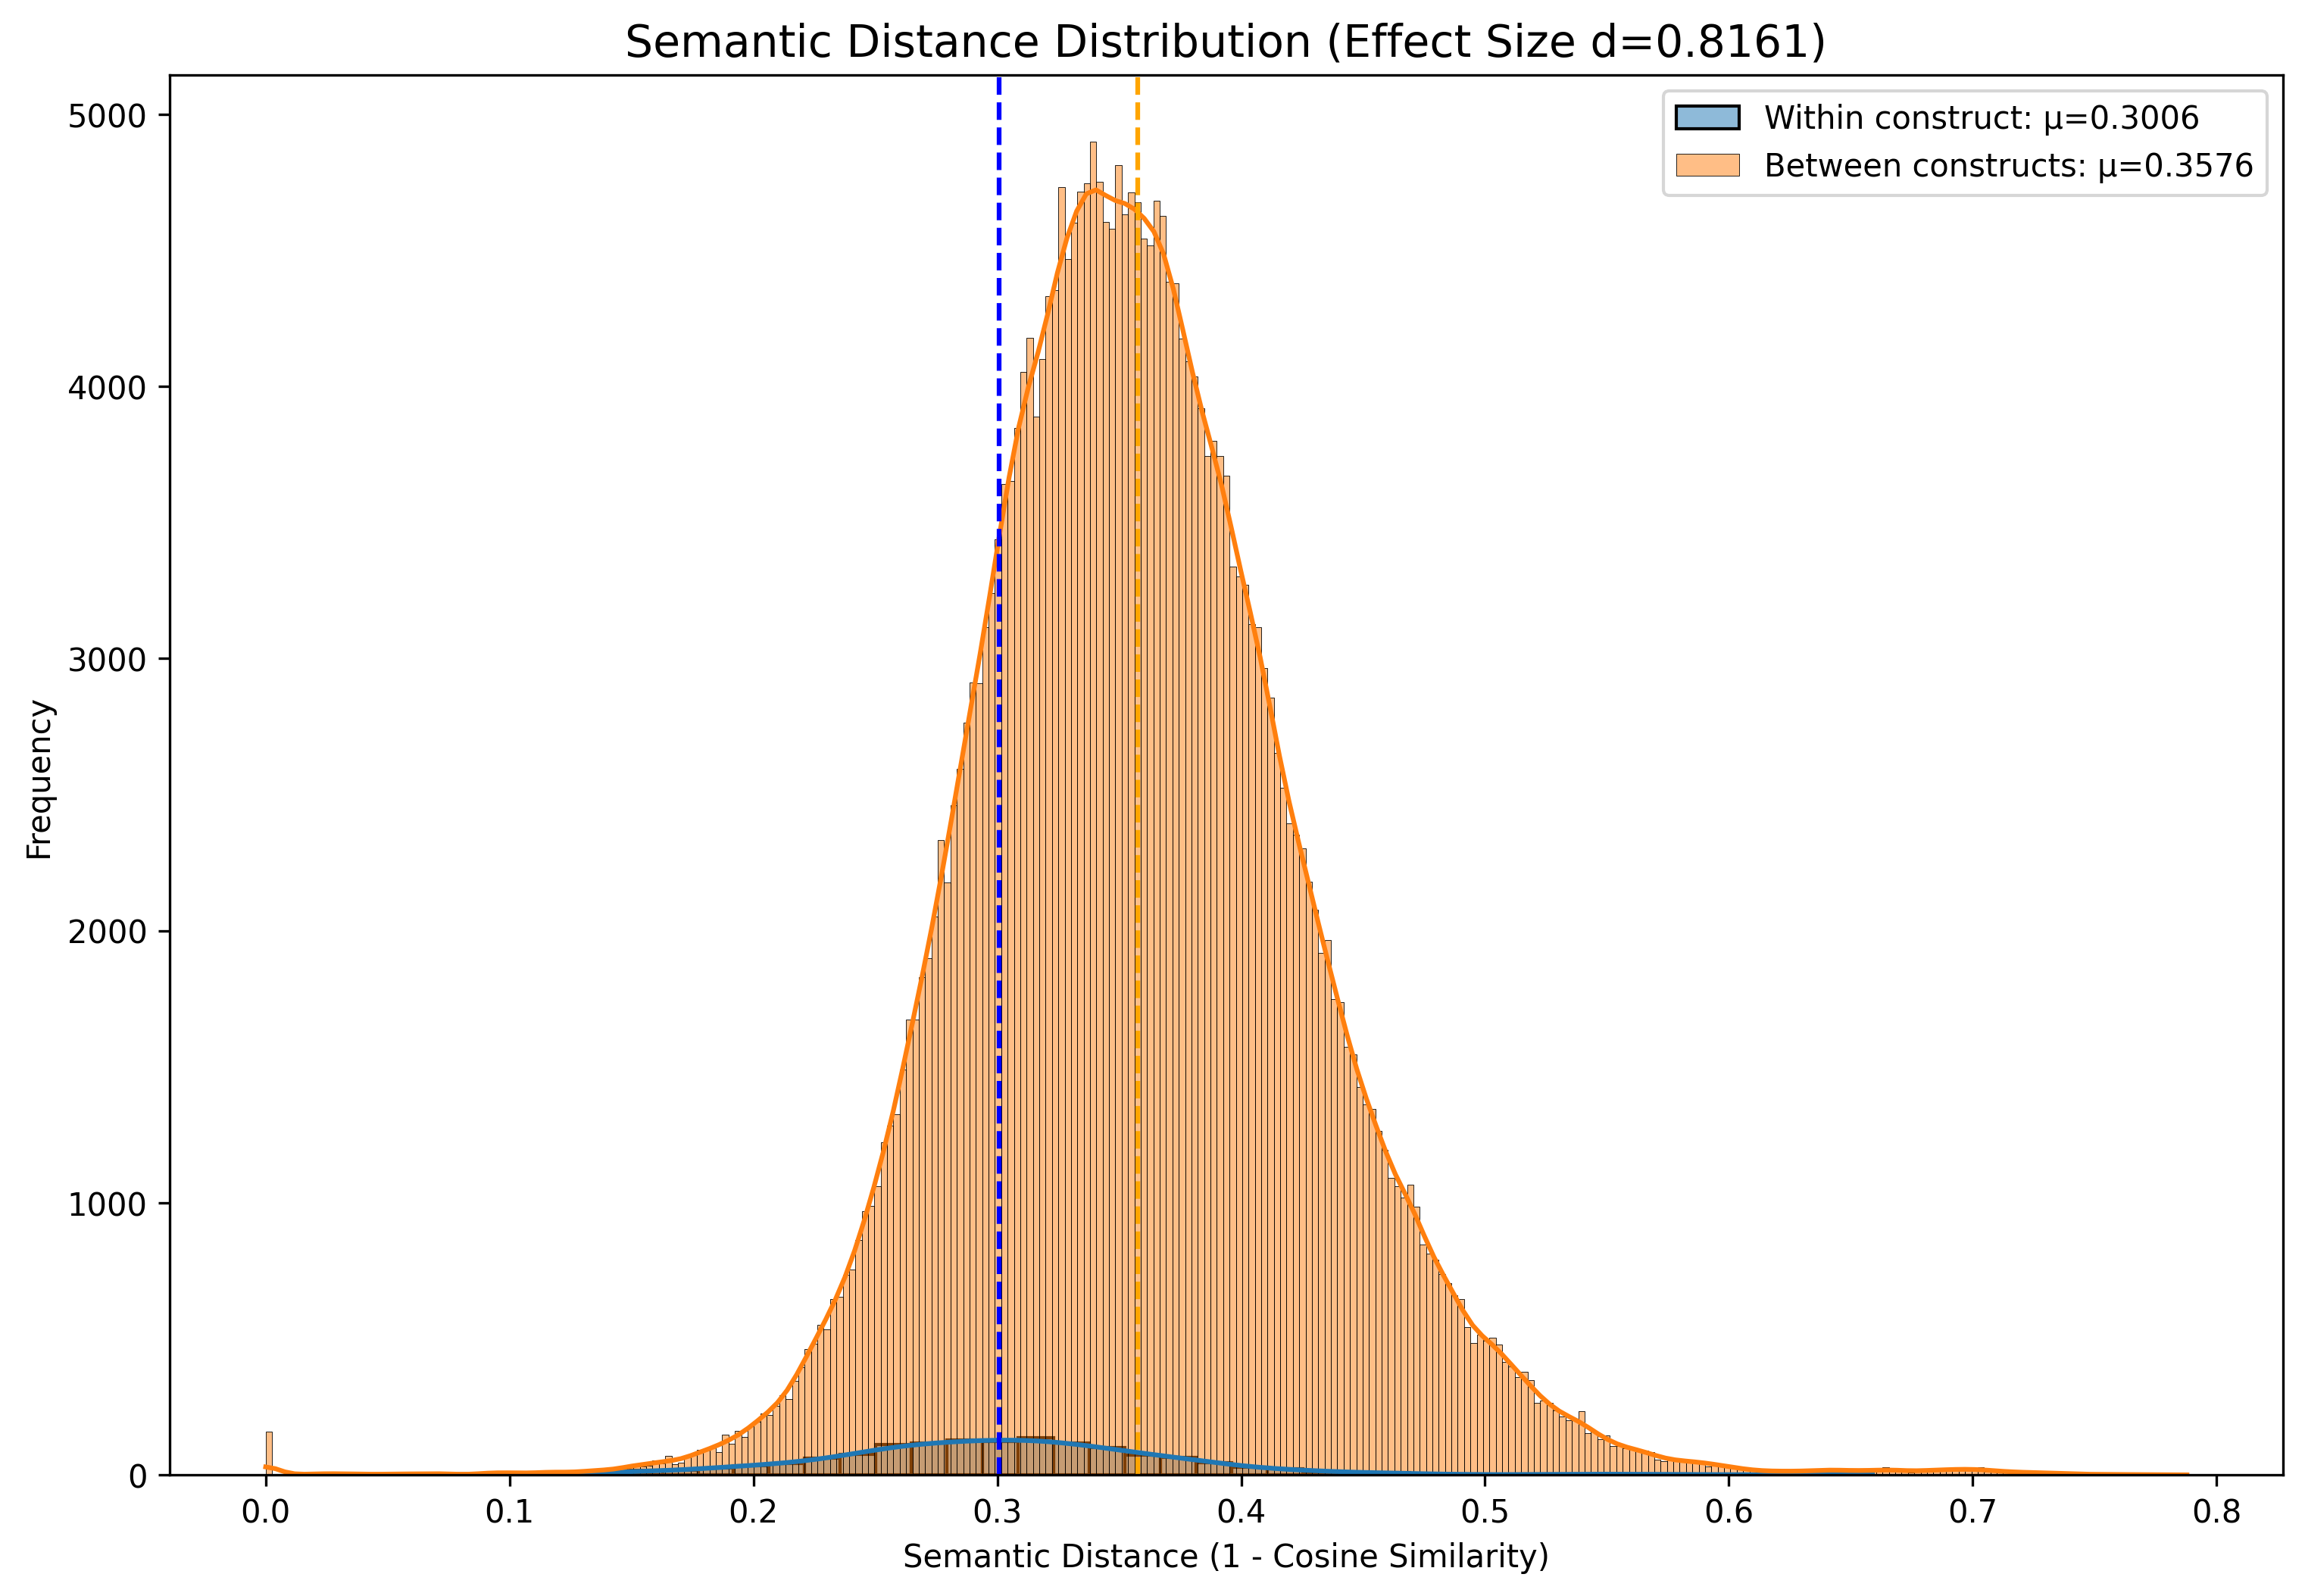 Semantic Distance Distribution (Effect Size d=0.8161)
Within construct: μ=0.3006
Between constructs: μ=0.3576
5000
4000
3000
2000
1000
0
Frequency
0.0 0.1 0.2 0.3 0.4 0.5 0.6 0.7 0.8
Semantic Distance (1 - Cosine Similarity)